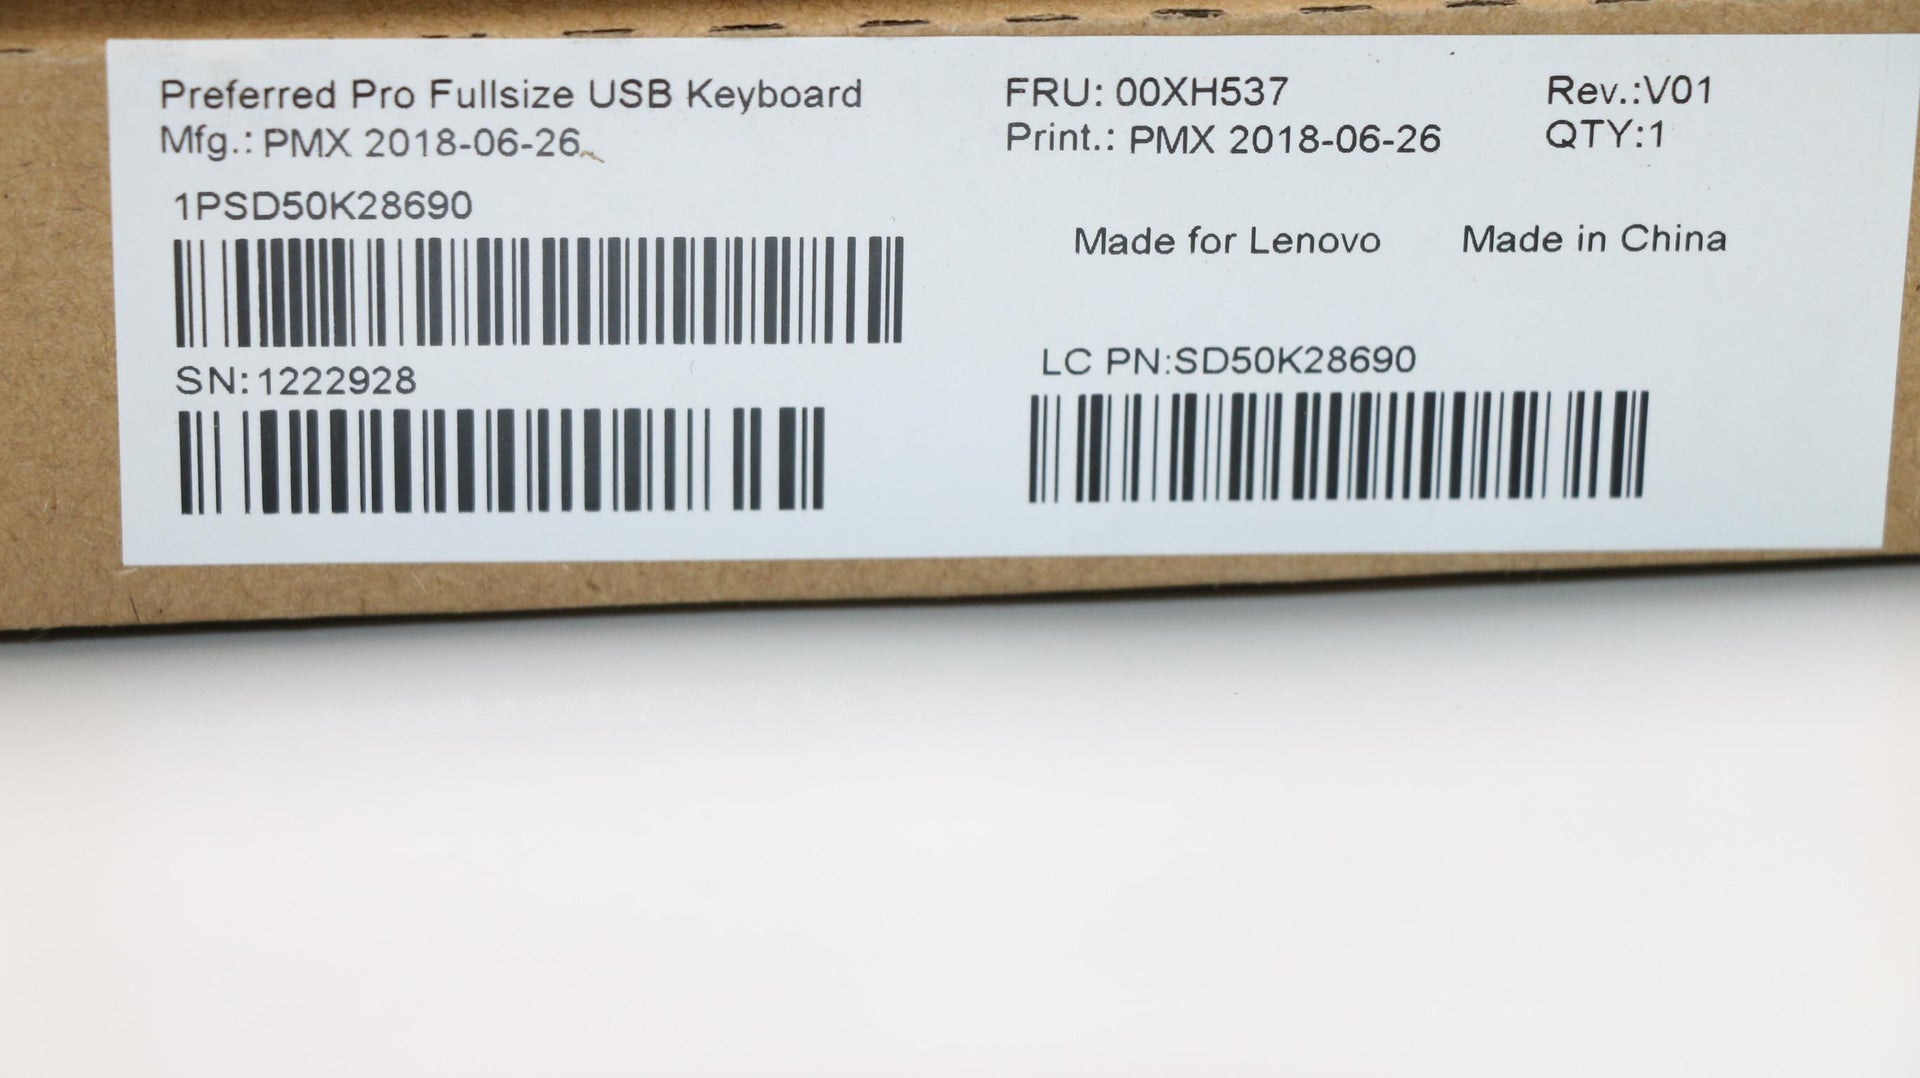 Preferred Pro Fullsize USB Keyboard
Mfg.: PMX 2018-06-26
1PSD50K28690
SN:1222928
FRU: 00XH537
Rev.:V01
Print.: PMX 2018-06-26
QTY:1
Made for Lenovo
Made in China
LC PN:SD50K28690